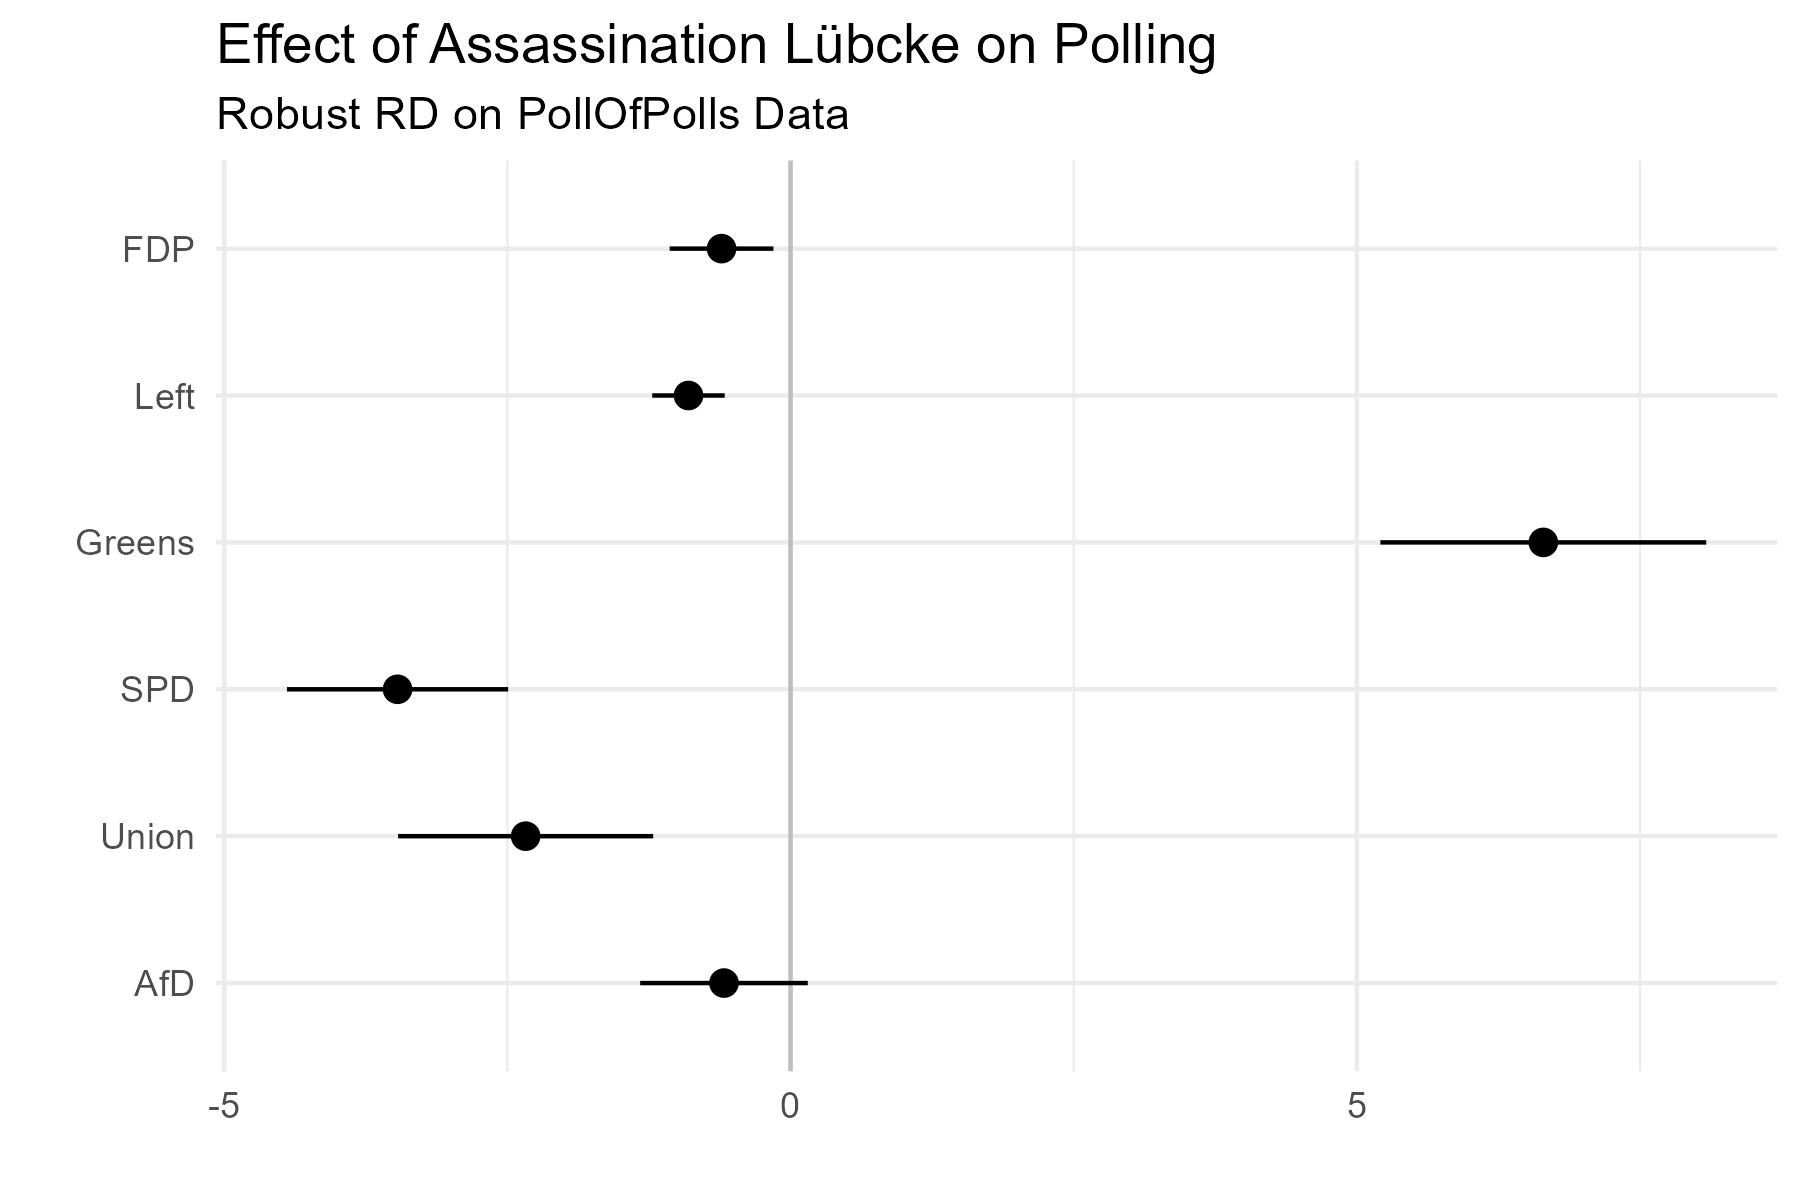 Effect of Assassination Lübcke on Polling
Robust RD on PollOfPolls Data
FDP
Left
Greens
SPD
Union
AfD
-5 0 5